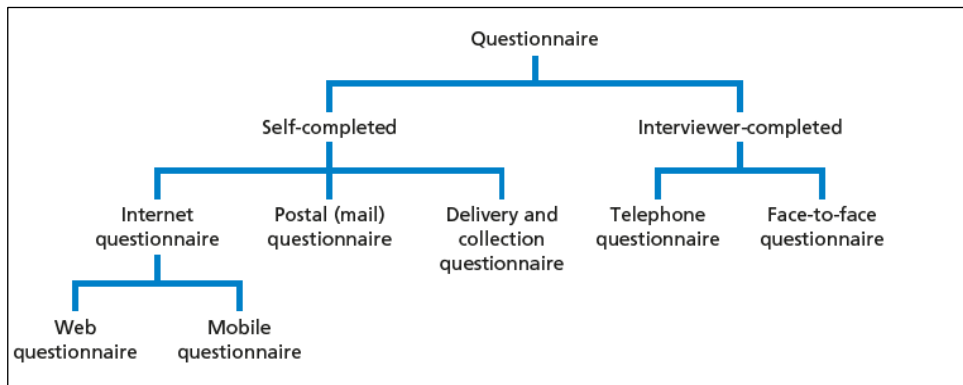 Questionnaire
Self-completed
Interviewer-completed
Internet
questionnaire
Postal (mail)
questionnaire
Delivery and
collection
questionnaire
Telephone
questionnaire
Face-to-face
questionnaire
Web
questionnaire
Mobile
questionnaire